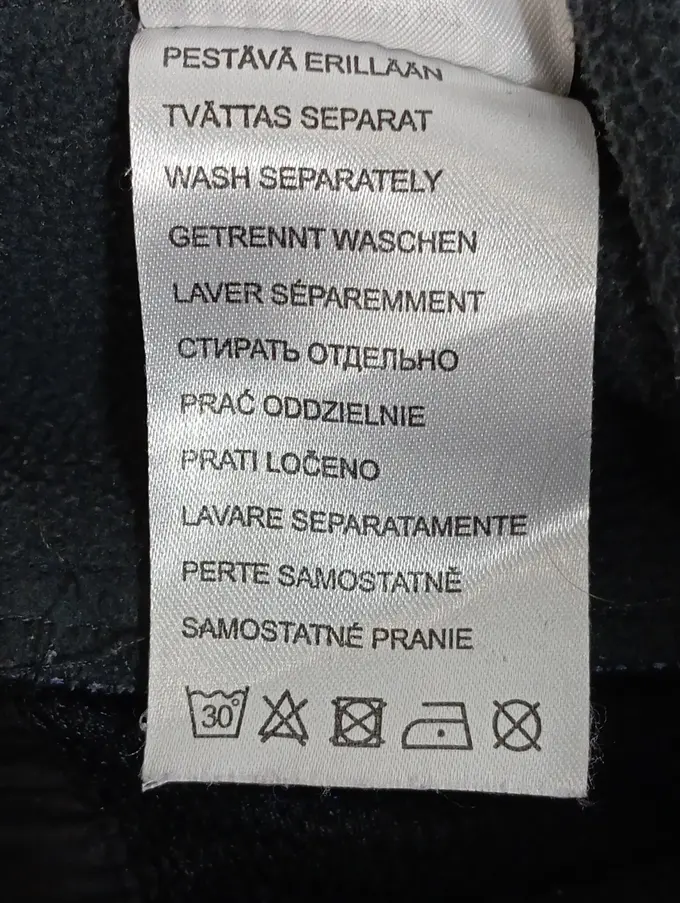 PESTÄVÄ ERILLÄÄN
TVÄTTAS SEPARAT
WASH SEPARATELY
GETRENNT WASCHEN
LAVER SÉPAREMMENT
СТИРАТЬ ОТДЕЛЬНО
PRAĆ ODDZIELNIE
PRATI LOČENO
LAVARE SEPARATAMENTE
PERTE SAMOSTATNĚ
SAMOSTATNÉ PRANIE
30°